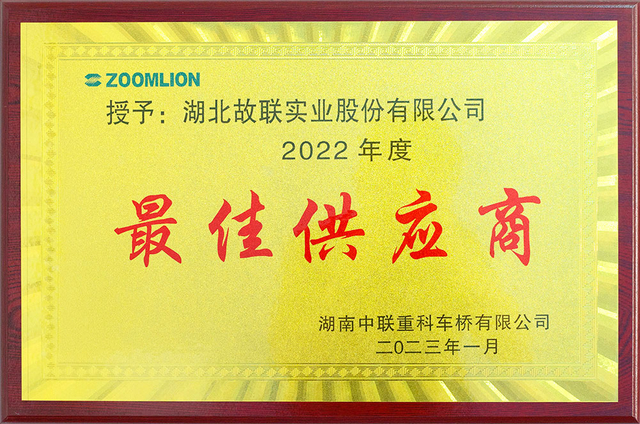 ZOOMLION
授予：湖北故联实业股份有限公司
2022 年度
最佳供应商
湖南中联重科车桥有限公司
二〇二三年一月